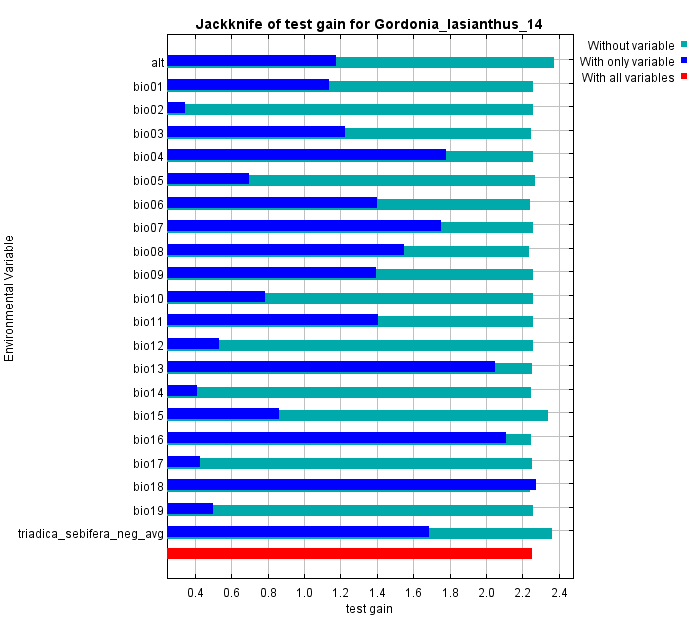 Jackknife of test gain for Gordonia_lasianthus_14
Without variable
With only variable
With all variables
Environmental Variable
alt
bio01
bio02
bio03
bio04
bio05
bio06
bio07
bio08
bio09
bio10
bio11
bio12
bio13
bio14
bio15
bio16
bio17
bio18
bio19
triadica_sebifera_neg_avg
0.4 0.6 0.8 1.0 1.2 1.4 1.6 1.8 2.0 2.2 2.4
test gain